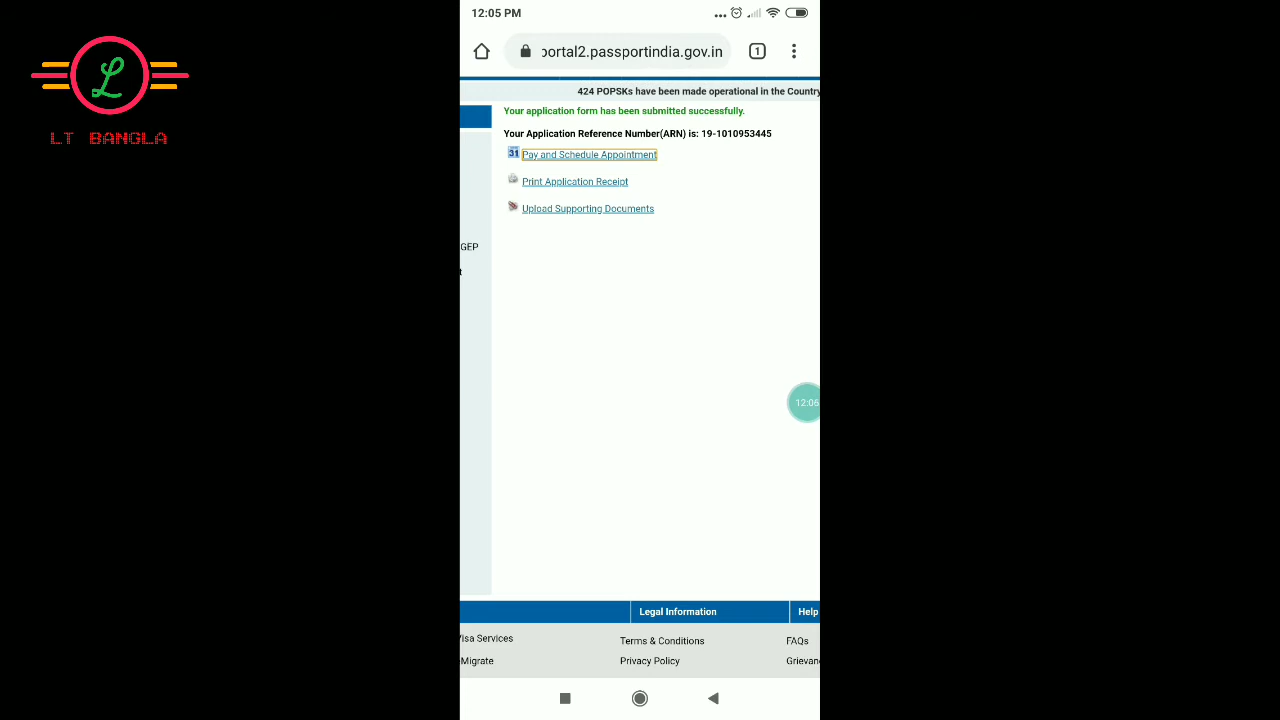 12:05 PM
L
LT BANGLA
portal2.passportindia.gov.in
1
424 POPSKs have been made operational in the Country
Your application form has been submitted successfully.
Your Application Reference Number(ARN) is: 19-1010953445
31 Pay and Schedule Appointment
Print Application Receipt
Upload Supporting Documents
GEP
t
12:06
Legal Information
Help
Visa Services
Terms & Conditions
FAQs
Migrate
Privacy Policy
Grievan